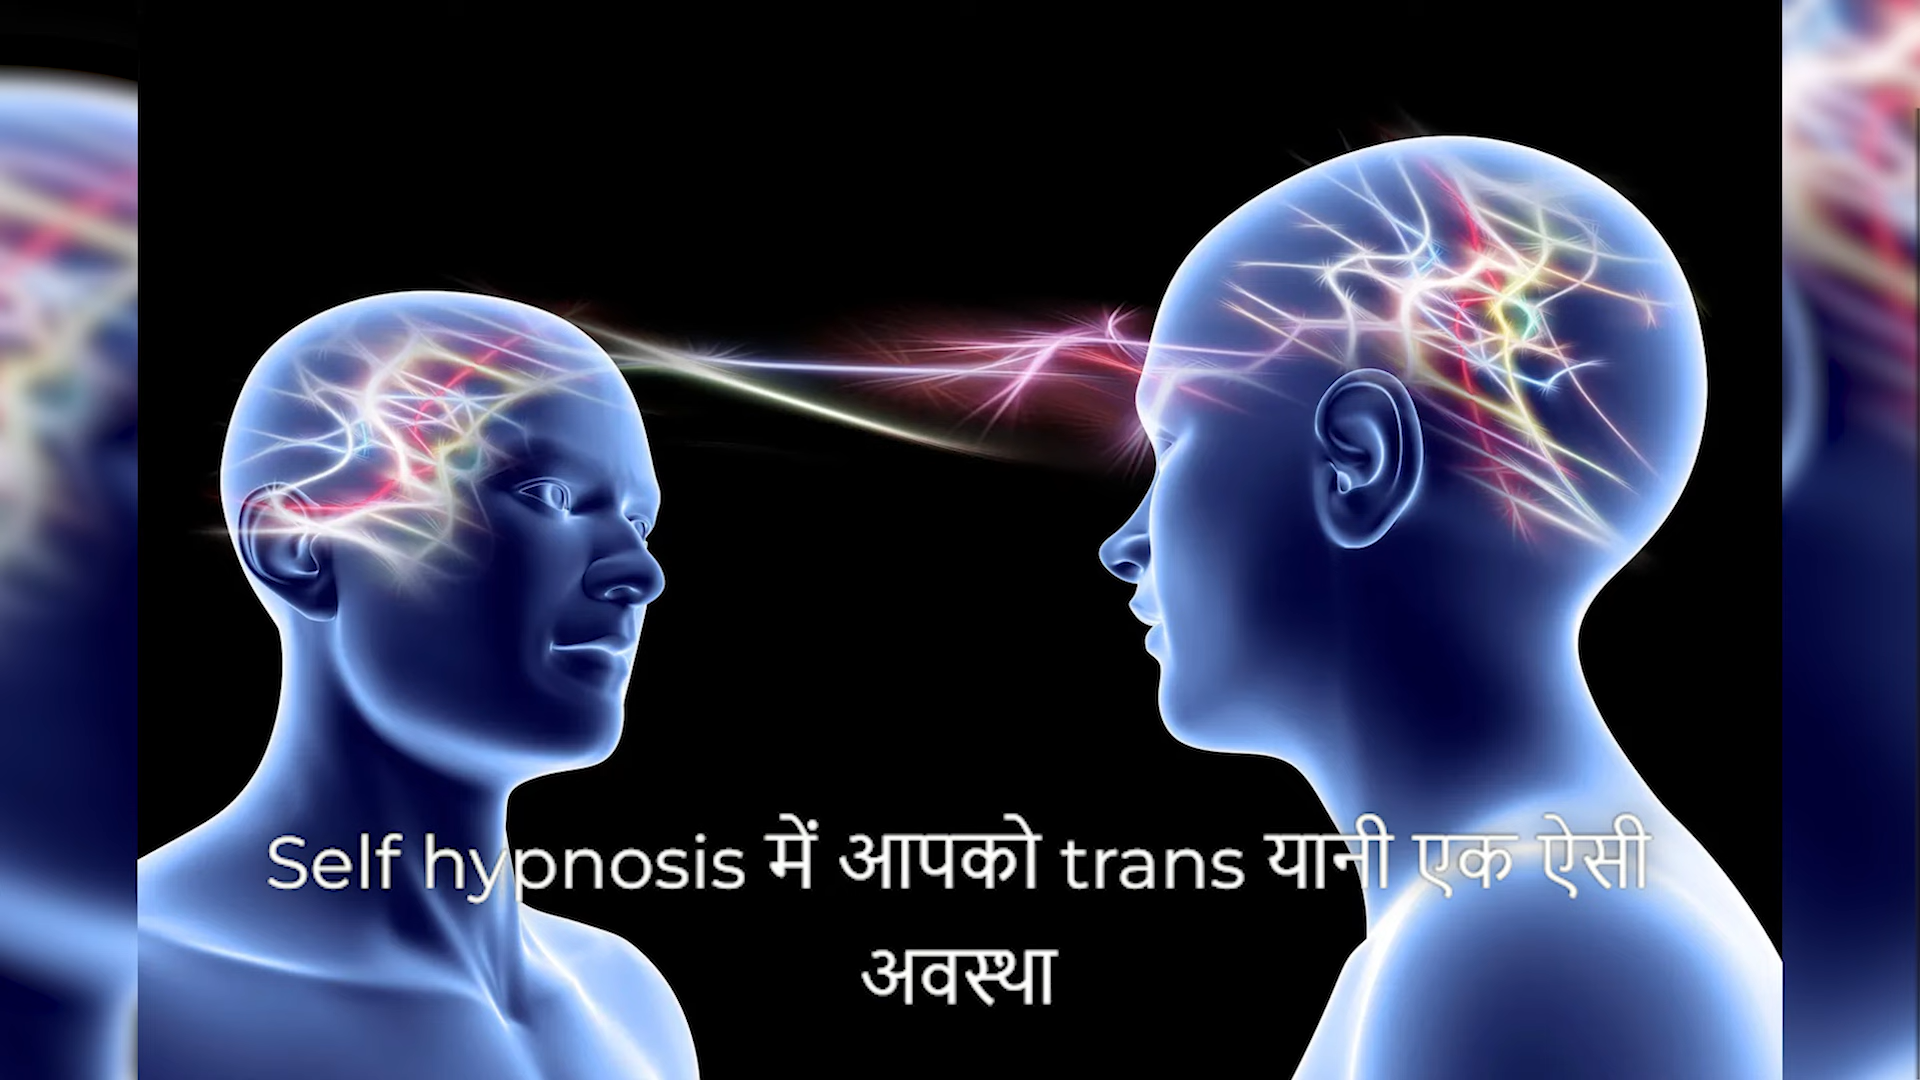 Self hypnosis में आपको trans यानी एक ऐसी
अवस्था